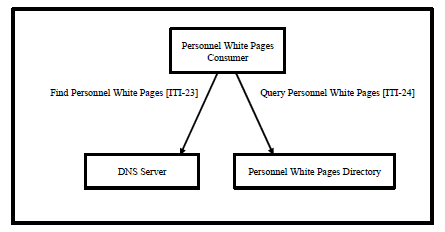 Personnel White Pages
Consumer
Find Personnel White Pages [ITI-23]
Query Personnel White Pages [ITI-24]
DNS Server
Personnel White Pages Directory